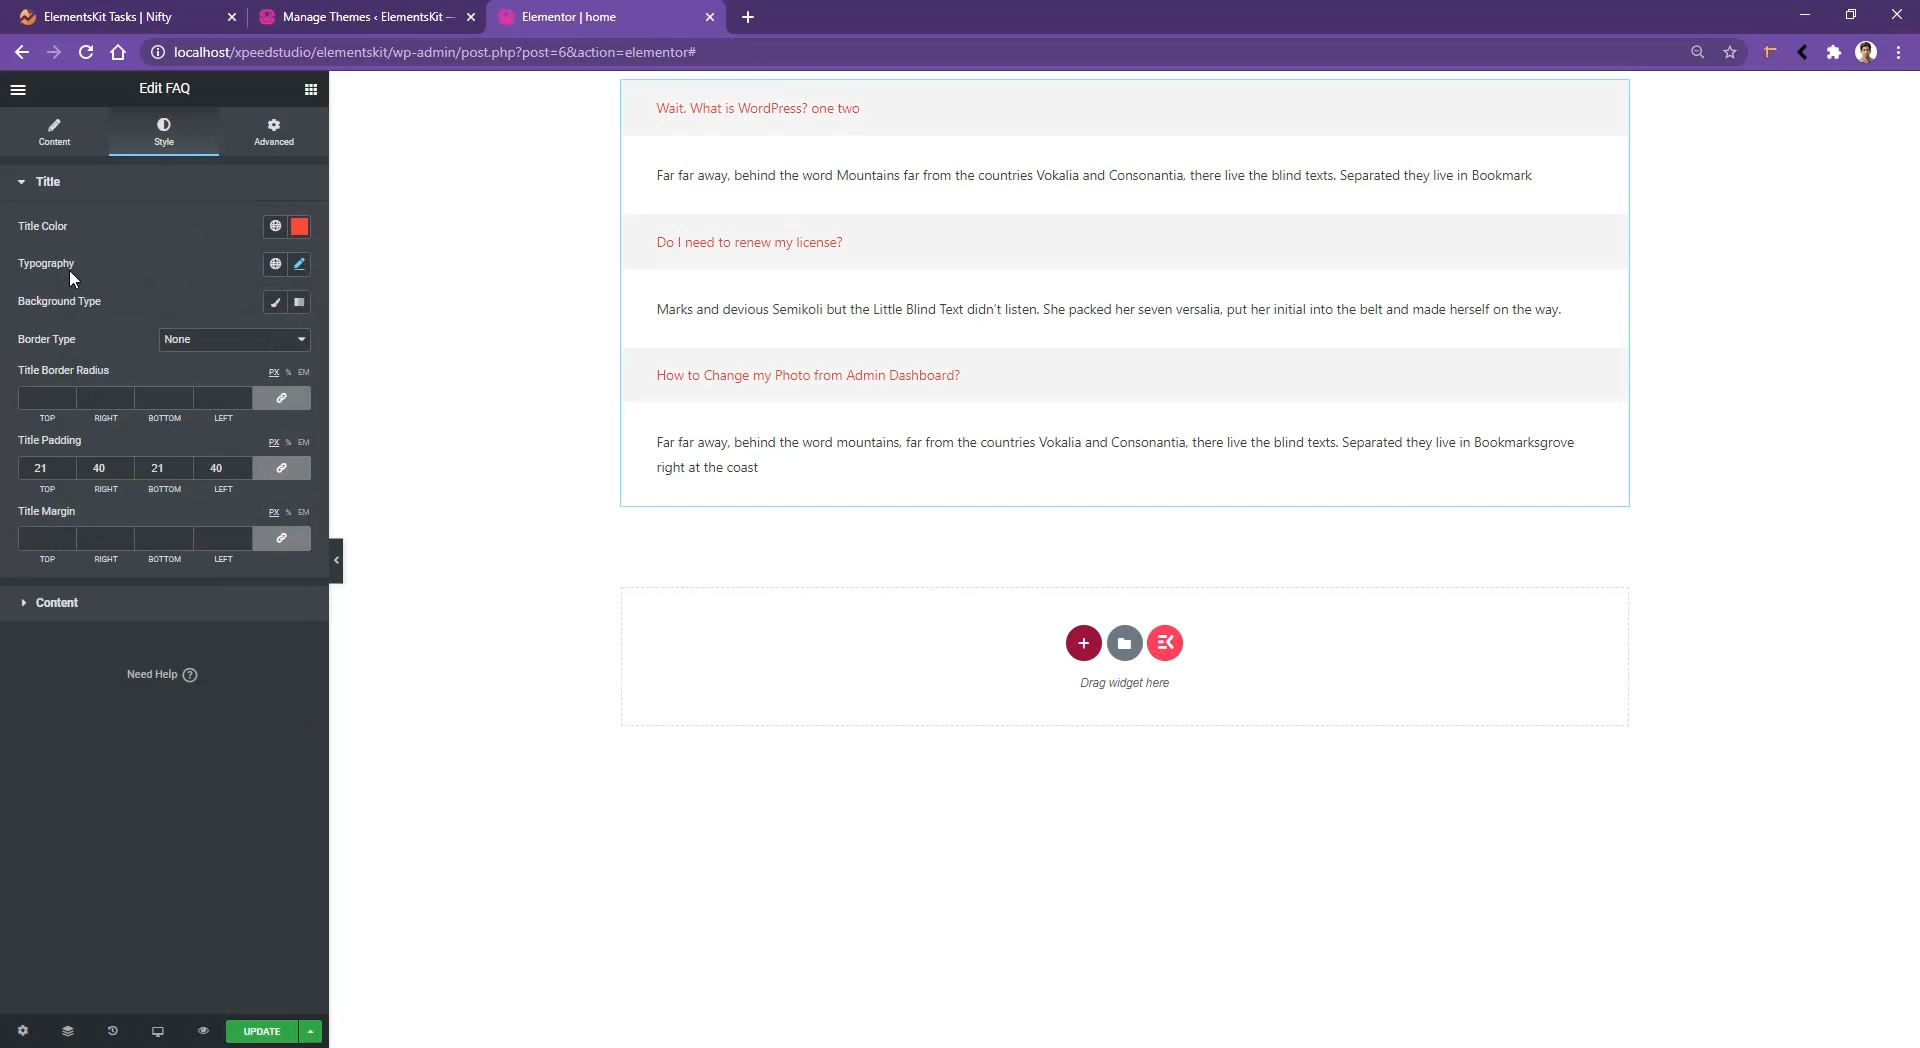 ElementsKit Tasks | Nifty
Manage Themes ‹ ElementsKit —
Elementor | home
localhost/xpeedstudio/elementskit/wp-admin/post.php?post=6&action=elementor#
Edit FAQ
Content
Style
Advanced
Title
Title Color
Typography
Background Type
Border Type
None
Title Border Radius
PX % EM
TOP RIGHT BOTTOM LEFT
Title Padding
PX % EM
21 40 21 40
TOP RIGHT BOTTOM LEFT
Title Margin
PX % EM
TOP RIGHT BOTTOM LEFT
Content
Need Help ?
UPDATE
Wait. What is WordPress? one two
Far far away, behind the word Mountains far from the countries Vokalia and Consonantia, there live the blind texts. Separated they live in Bookmark
Do I need to renew my license?
Marks and devious Semikoli but the Little Blind Text didn't listen. She packed her seven versalia, put her initial into the belt and made herself on the way.
How to Change my Photo from Admin Dashboard?
Far far away, behind the word mountains, far from the countries Vokalia and Consonantia, there live the blind texts. Separated they live in Bookmarksgrove
right at the coast
Drag widget here